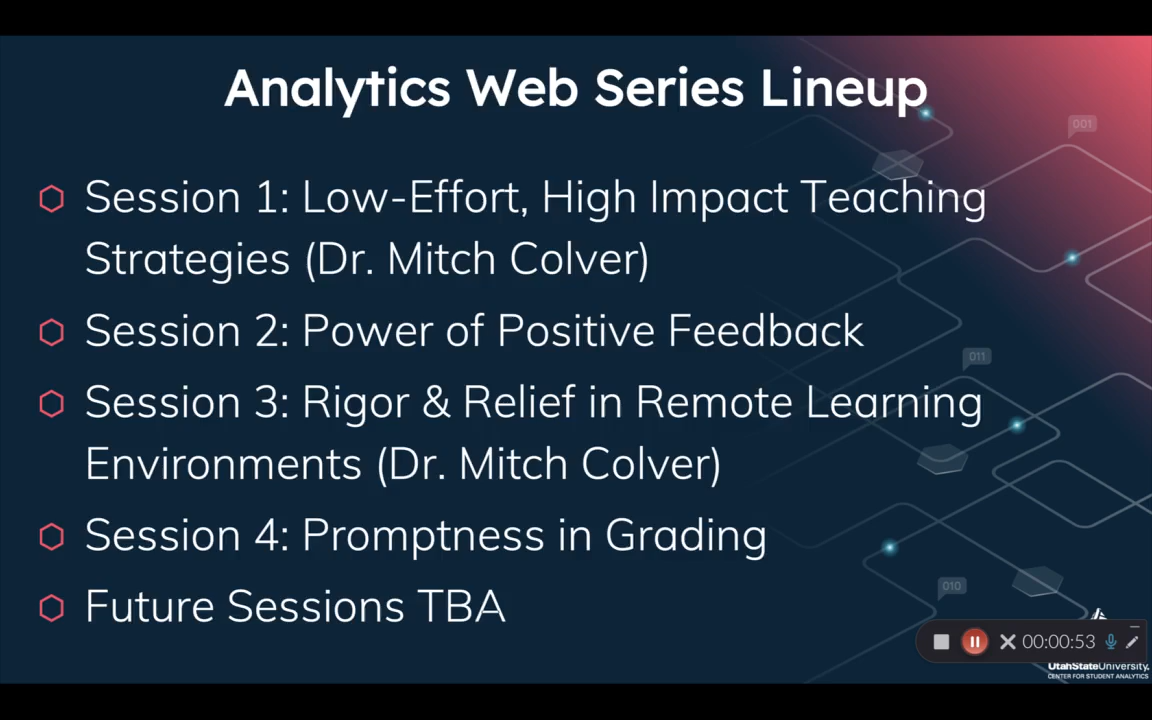 Analytics Web Series Lineup
001
Session 1: Low-Effort, High Impact Teaching
Strategies (Dr. Mitch Colver)
Session 2: Power of Positive Feedback
011
Session 3: Rigor & Relief in Remote Learning
Environments (Dr. Mitch Colver)
Session 4: Promptness in Grading
010
Future Sessions TBA
00:00:53
UtahStateUniversity.
CENTER FOR STUDENT ANALYTICS